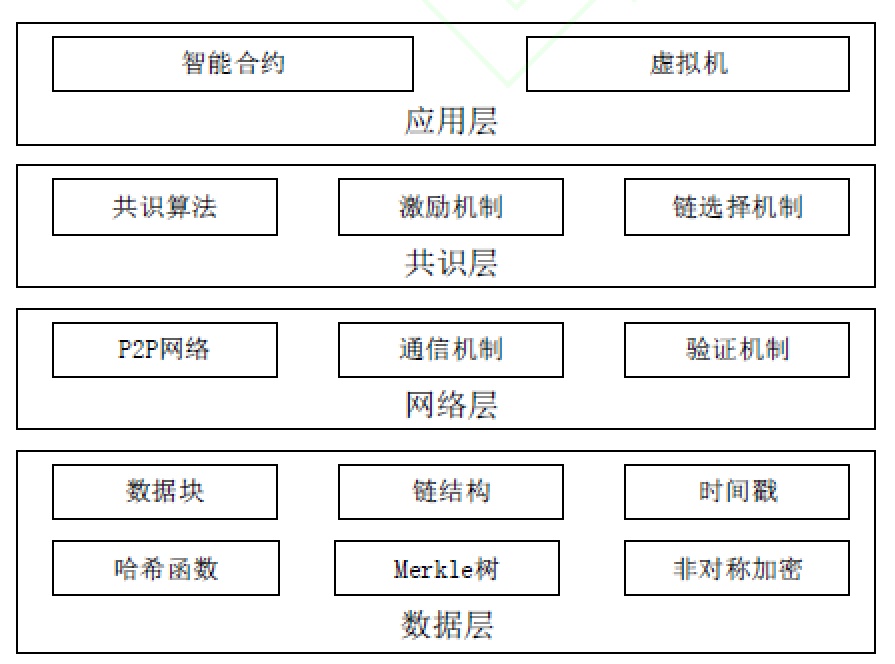 智能合约 虚拟机
应用层
共识算法 激励机制 链选择机制
共识层
P2P网络 通信机制 验证机制
网络层
数据块 链结构 时间戳
哈希函数 Merkle树 非对称加密
数据层